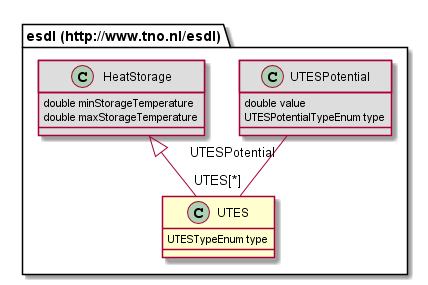 esdl (http://www.tno.nl/esdl)
C HeatStorage
double minStorageTemperature
double maxStorageTemperature
C UTESPotential
double value
UTESPotentialTypeEnum type
UTESPotential
UTES[*]
C UTES
UTESTypeEnum type